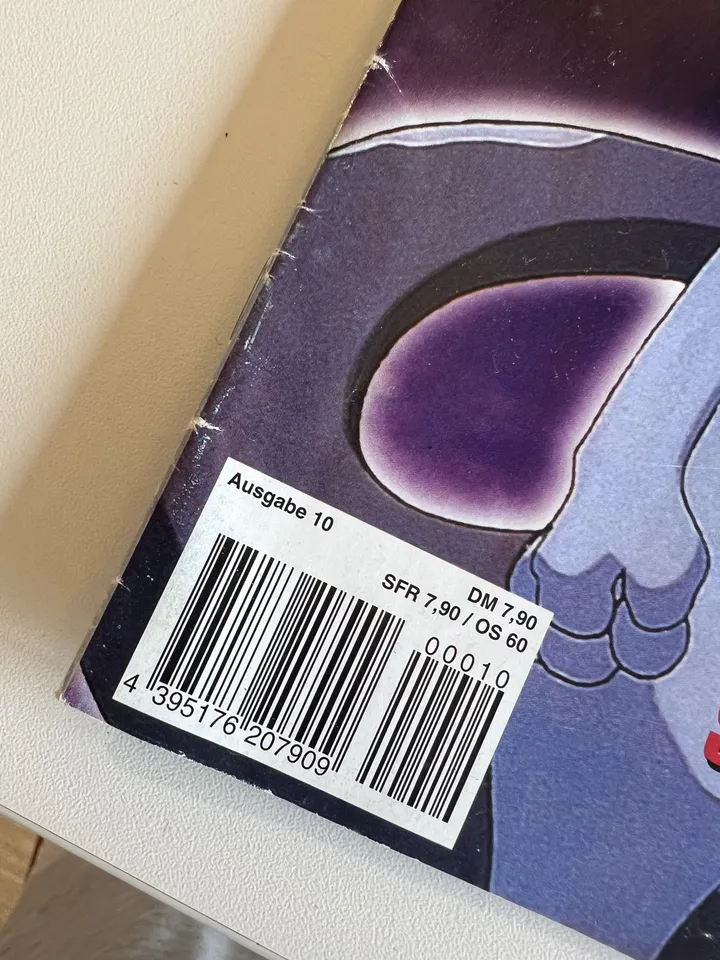 Ausgabe 10
DM 7,90
SFR 7,90 / OS 60
00010
4 395176 207909